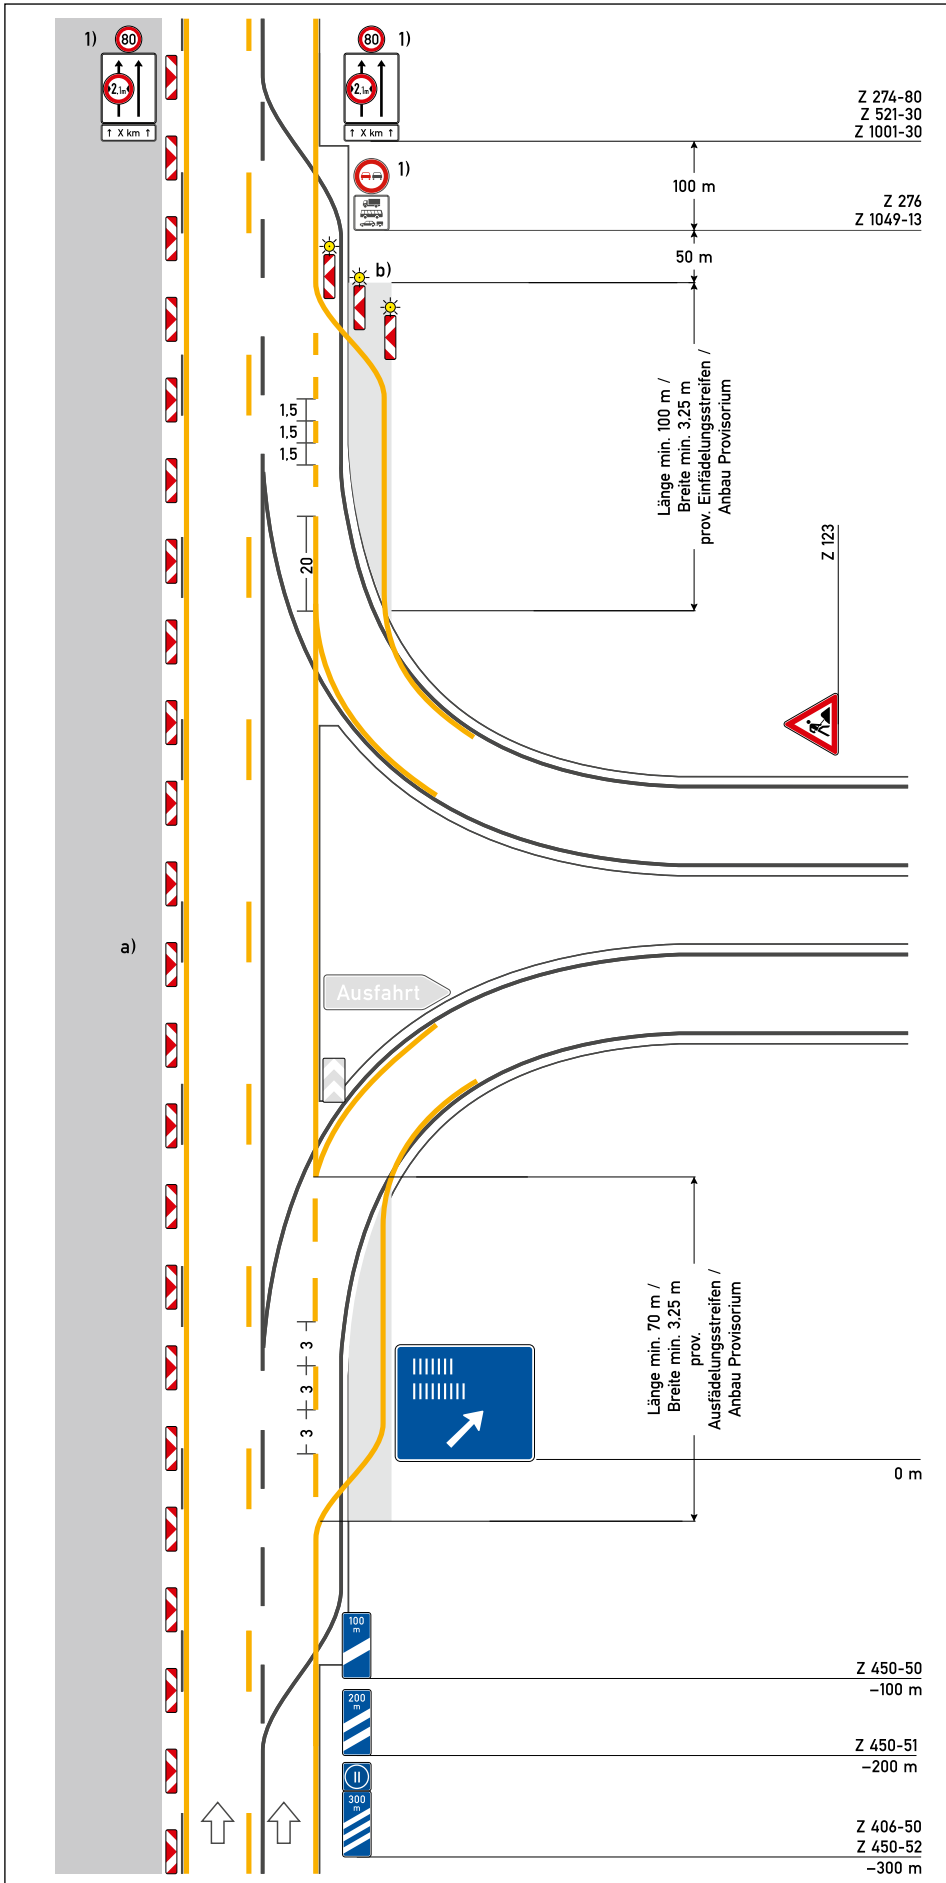 1)
80
2,1m
↑ X km ↑
80
1)
2,1m
↑ X km ↑
Z 274-80
Z 521-30
Z 1001-30
1)
100 m
Z 276
Z 1049-13
50 m
b)
1,5
1,5
1,5
Länge min. 100 m /
Breite min. 3,25 m
prov. Einfädelungsstreifen /
Anbau Provisorium
20
Z 123
a)
Ausfahrt
3
3
3
Länge min. 70 m /
Breite min. 3,25 m
prov.
Ausfädelungsstreifen /
Anbau Provisorium
0 m
100
m
Z 450-50
–100 m
200
m
Z 450-51
–200 m
II
300
m
Z 406-50
Z 450-52
–300 m